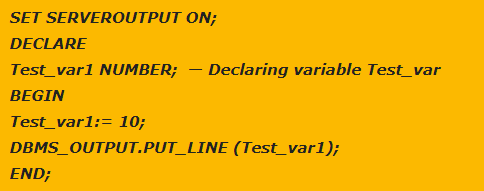 SET SERVEROUTPUT ON;
DECLARE
Test_var1 NUMBER; — Declaring variable Test_var
BEGIN
Test_var1:= 10;
DBMS_OUTPUT.PUT_LINE (Test_var1);
END;